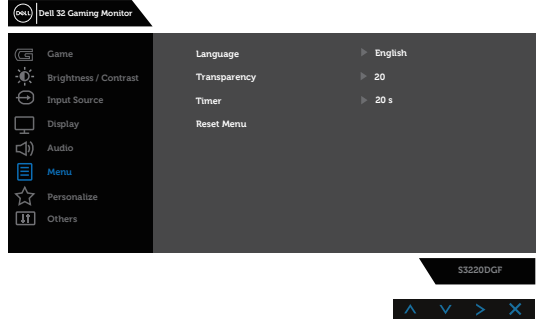 DELL Dell 32 Gaming Monitor
Game
Brightness / Contrast
Input Source
Display
Audio
Menu
Personalize
Others
Language English
Transparency 20
Timer 20 s
Reset Menu
S3220DGF